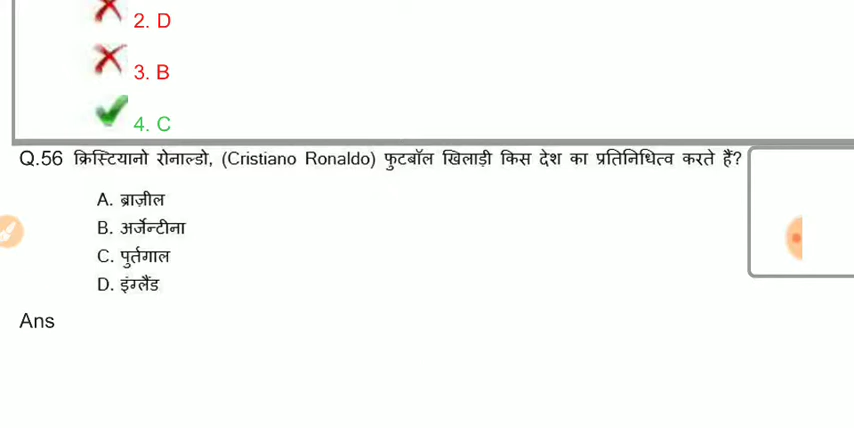 2. D
3. B
4. C
Q.56 क्रिस्टियानो रोनाल्डो, (Cristiano Ronaldo) फुटबॉल खिलाड़ी किस देश का प्रतिनिधित्व करते हैं?
A. ब्राज़ील
B. अर्जेन्टीना
C. पुर्तगाल
D. इंग्लैंड
Ans